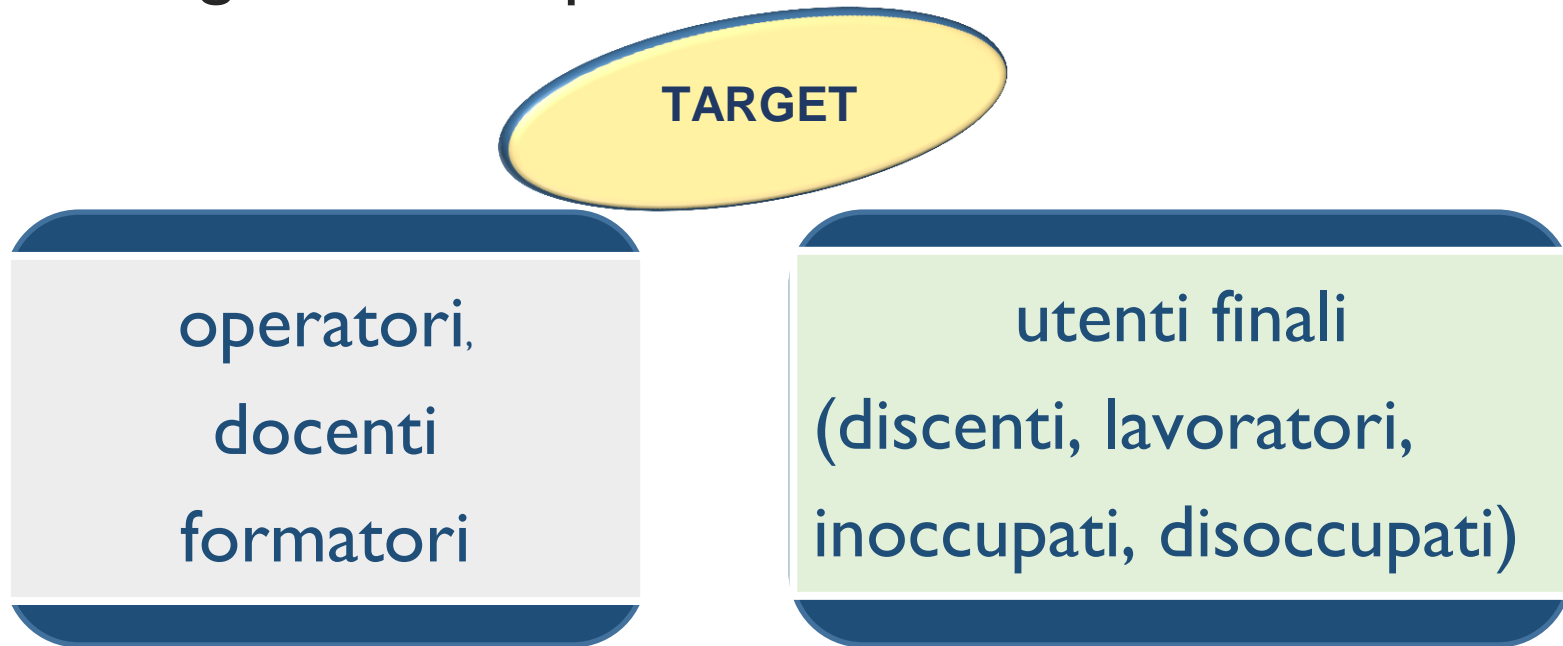 TARGET
operatori,
docenti
formatori
utenti finali
(discenti, lavoratori,
inoccupati, disoccupati)